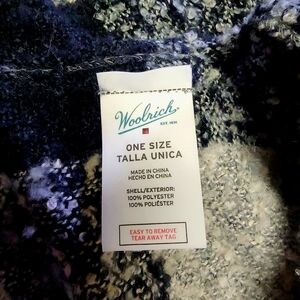 Woolrich
EST. 1830
ONE SIZE
TALLA UNICA
MADE IN CHINA
HECHO EN CHINA
SHELL/EXTERIOR:
100% POLYESTER
100% POLIÉSTER
EASY TO REMOVE
TEAR AWAY TAG